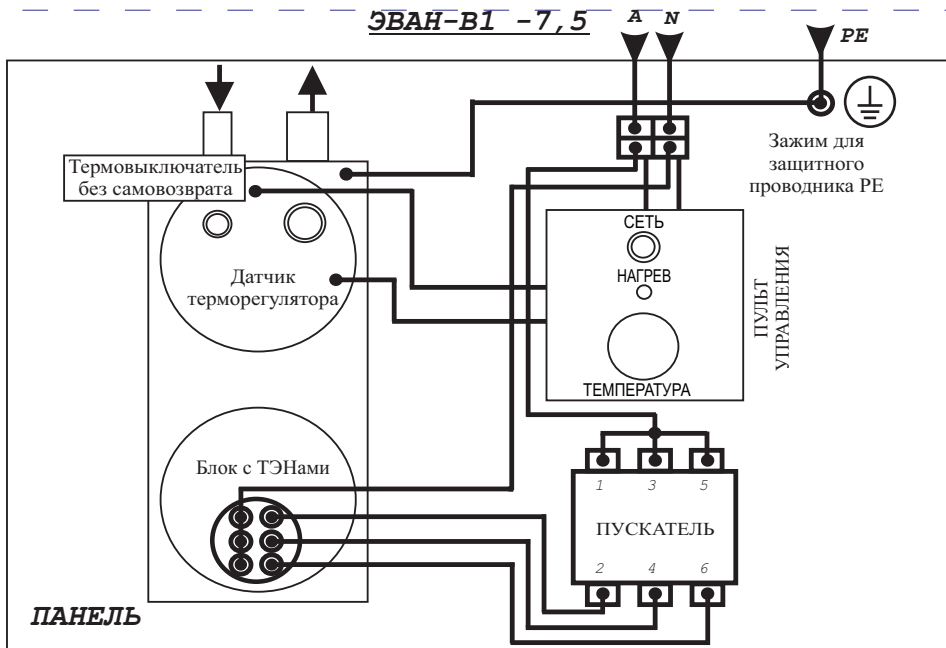 ЭВАН-В1 -7,5
A
N
PE
Зажим для
защитного
проводника PE
Термовыключатель
без самовозврата
СЕТЬ
Датчик
терморегулятора
НАГРЕВ
ПУЛЬТ
УПРАВЛЕНИЯ
ТЕМПЕРАТУРА
Блок с ТЭНами
1
3
5
ПУСКАТЕЛЬ
2
4
6
ПАНЕЛЬ